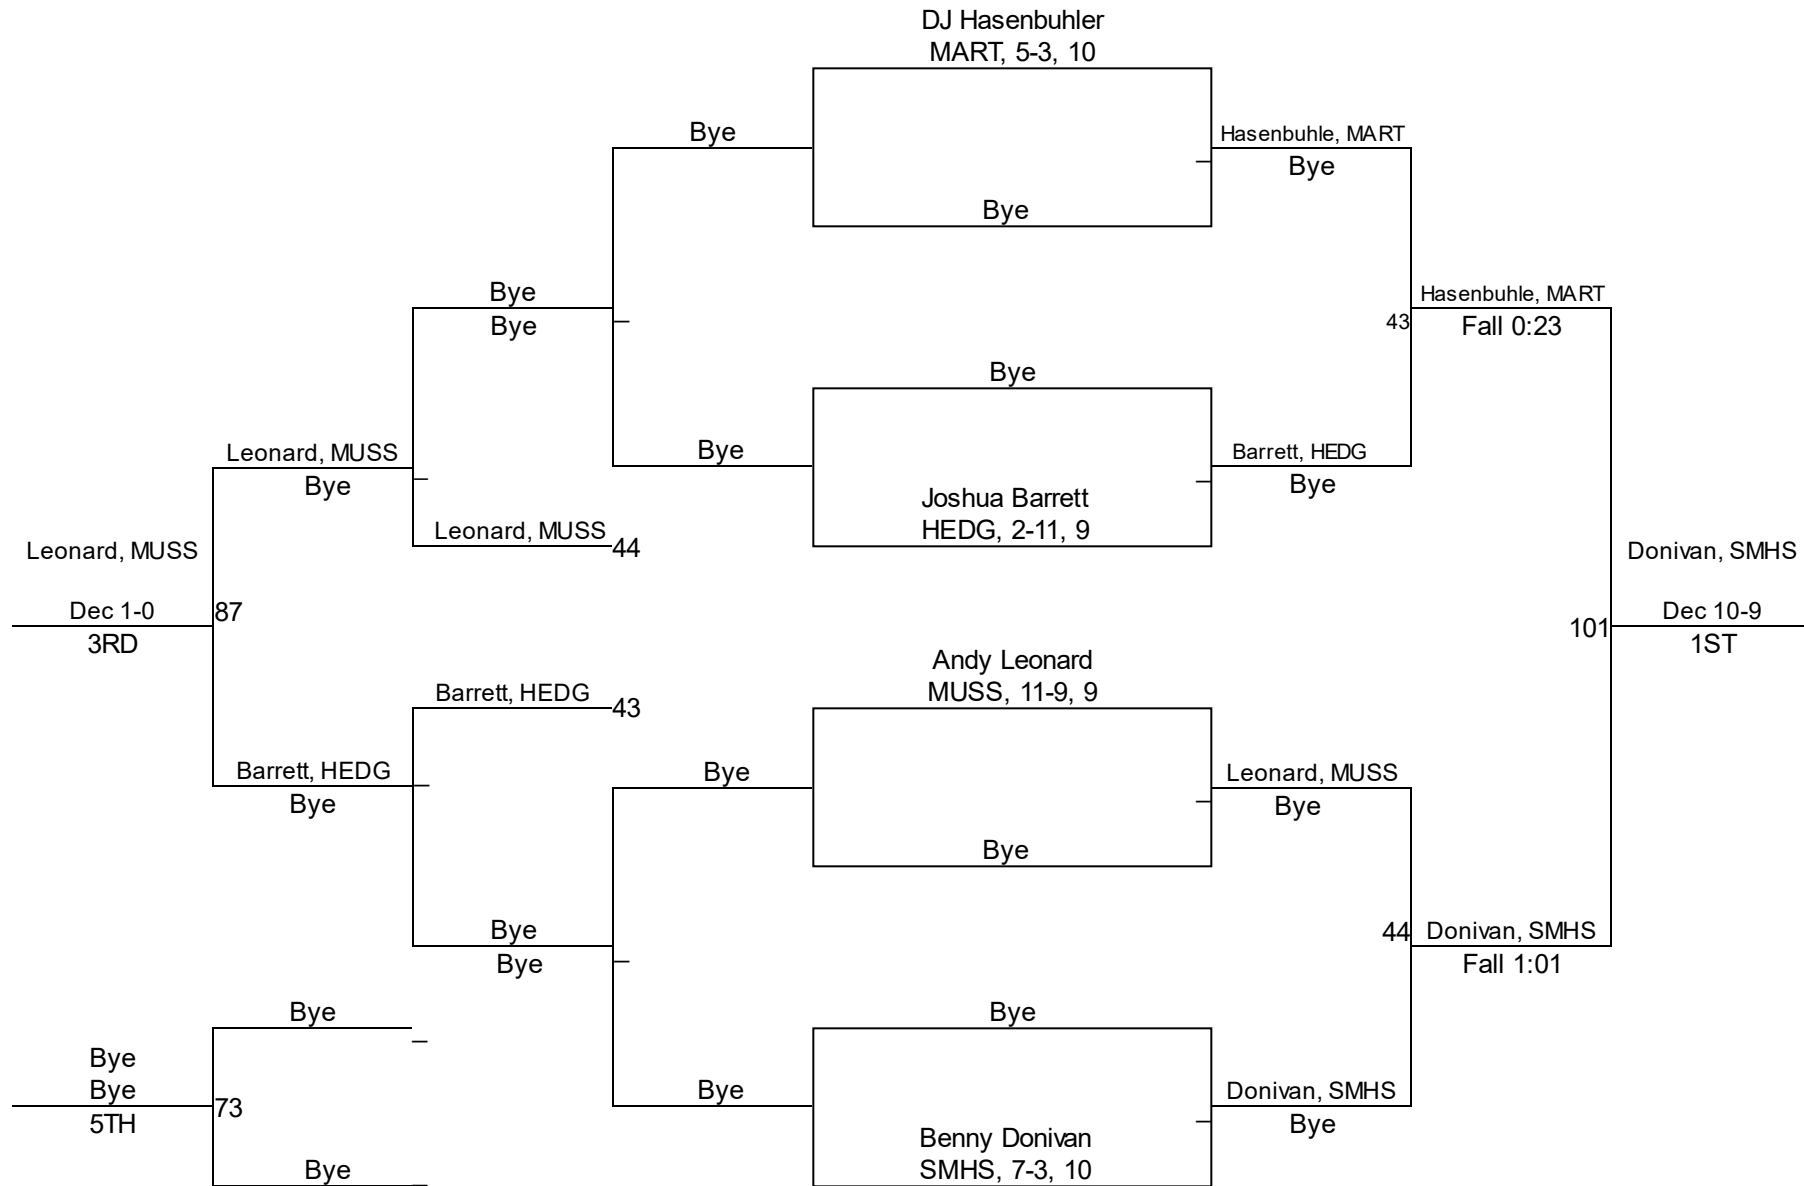 DJ Hasenbuhler
MART, 5-3, 10
Bye
Hasenbuhle, MART
Bye
Bye
Bye
Bye
Hasenbuhle, MART
43
Fall 0:23
Bye
Leonard, MUSS
Bye
Bye
Barrett, HEDG
Bye
Joshua Barrett
HEDG, 2-11, 9
Leonard, MUSS
44
Leonard, MUSS
Donivan, SMHS
Dec 1-0
87
3RD
101
Dec 10-9
1ST
Andy Leonard
MUSS, 11-9, 9
Barrett, HEDG
43
Barrett, HEDG
Bye
Bye
Leonard, MUSS
Bye
Bye
Bye
Bye
44
Donivan, SMHS
Fall 1:01
Bye
Bye
Bye
Bye
73
5TH
Bye
Donivan, SMHS
Bye
Benny Donivan
SMHS, 7-3, 10
Bye